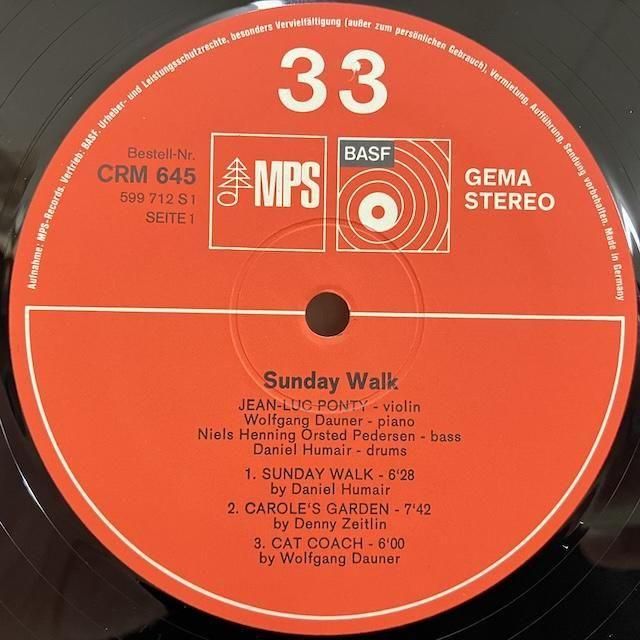 Aufnahme: MPS-Records. Vertrieb: BASF. Urheber- und Leistungsschutzrechte, besonders Vervielfältigung (außer zum persönlichen Gebrauch), Vermietung, Aufführung, Sendung vorbehalten. Made in Germany
33
Bestell-Nr.
CRM 645
599 712 S1
SEITE 1
MPS
BASF
GEMA
STEREO
Sunday Walk
JEAN-LUC PONTY - violin
Wolfgang Dauner - piano
Niels Henning Orsted Pedersen - bass
Daniel Humair - drums
1. SUNDAY WALK - 6'28
by Daniel Humair
2. CAROLE'S GARDEN - 7'42
by Denny Zeitlin
3. CAT COACH - 6'00
by Wolfgang Dauner